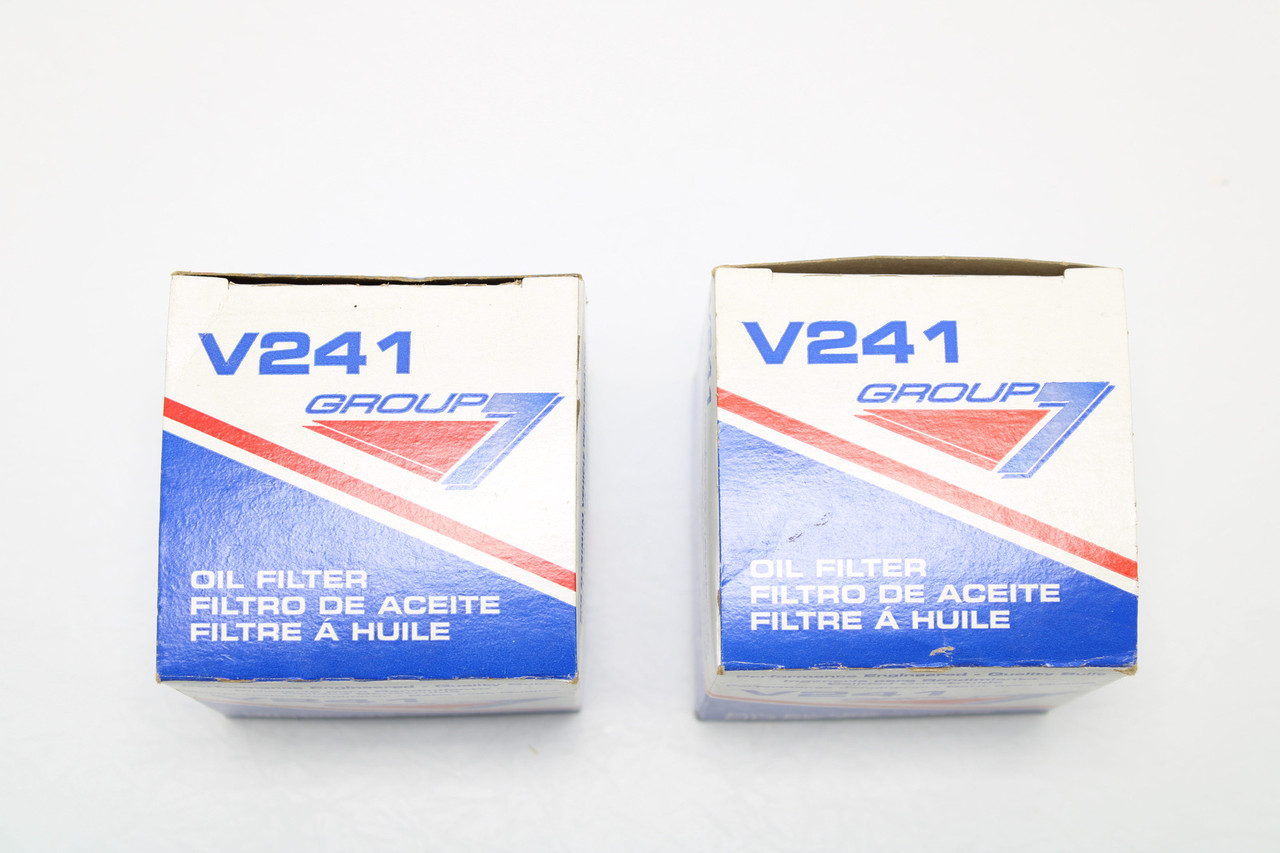 V241
GROUP 7
OIL FILTER
FILTRO DE ACEITE
FILTRE Á HUILE
V241
GROUP 7
OIL FILTER
FILTRO DE ACEITE
FILTRE Á HUILE
Performance Engineered - Quality Built
V241